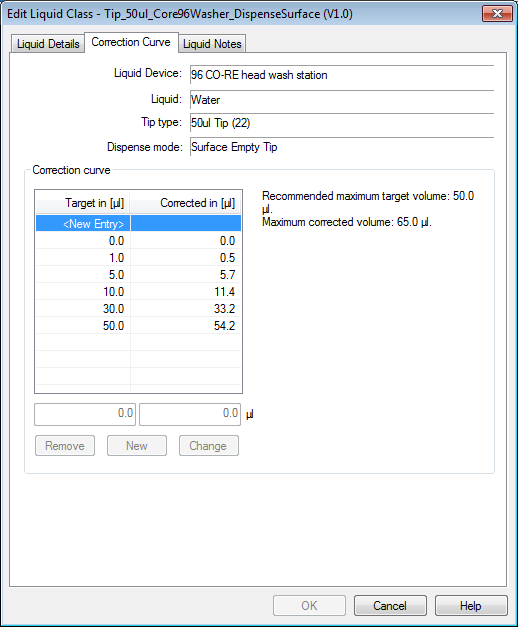 Edit Liquid Class - Tip_50ul_Core96Washer_DispenseSurface (V1.0)
Liquid Details Correction Curve Liquid Notes
Liquid Device: 96 CO-RE head wash station
Liquid: Water
Tip type: 50ul Tip (22)
Dispense mode: Surface Empty Tip
Correction curve
Target in [µl] Corrected in [µl]
<New Entry>
0.0 0.0
1.0 0.5
5.0 5.7
10.0 11.4
30.0 33.2
50.0 54.2
Recommended maximum target volume: 50.0
µl.
Maximum corrected volume: 65.0 µl.
0.0 0.0 µl
Remove New Change
OK Cancel Help